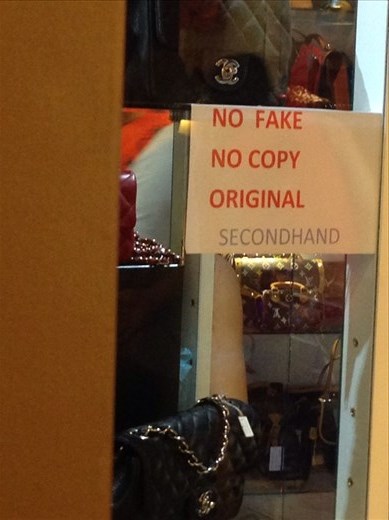 NO FAKE
NO COPY
ORIGINAL
SECONDHAND